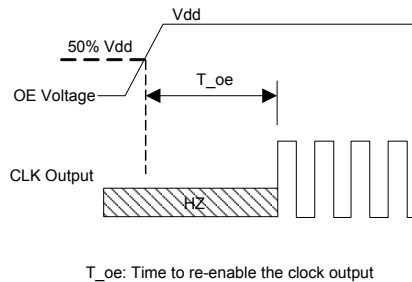 Vdd
50% Vdd
T_oe
OE Voltage
CLK Output
HZ
T_oe: Time to re-enable the clock output